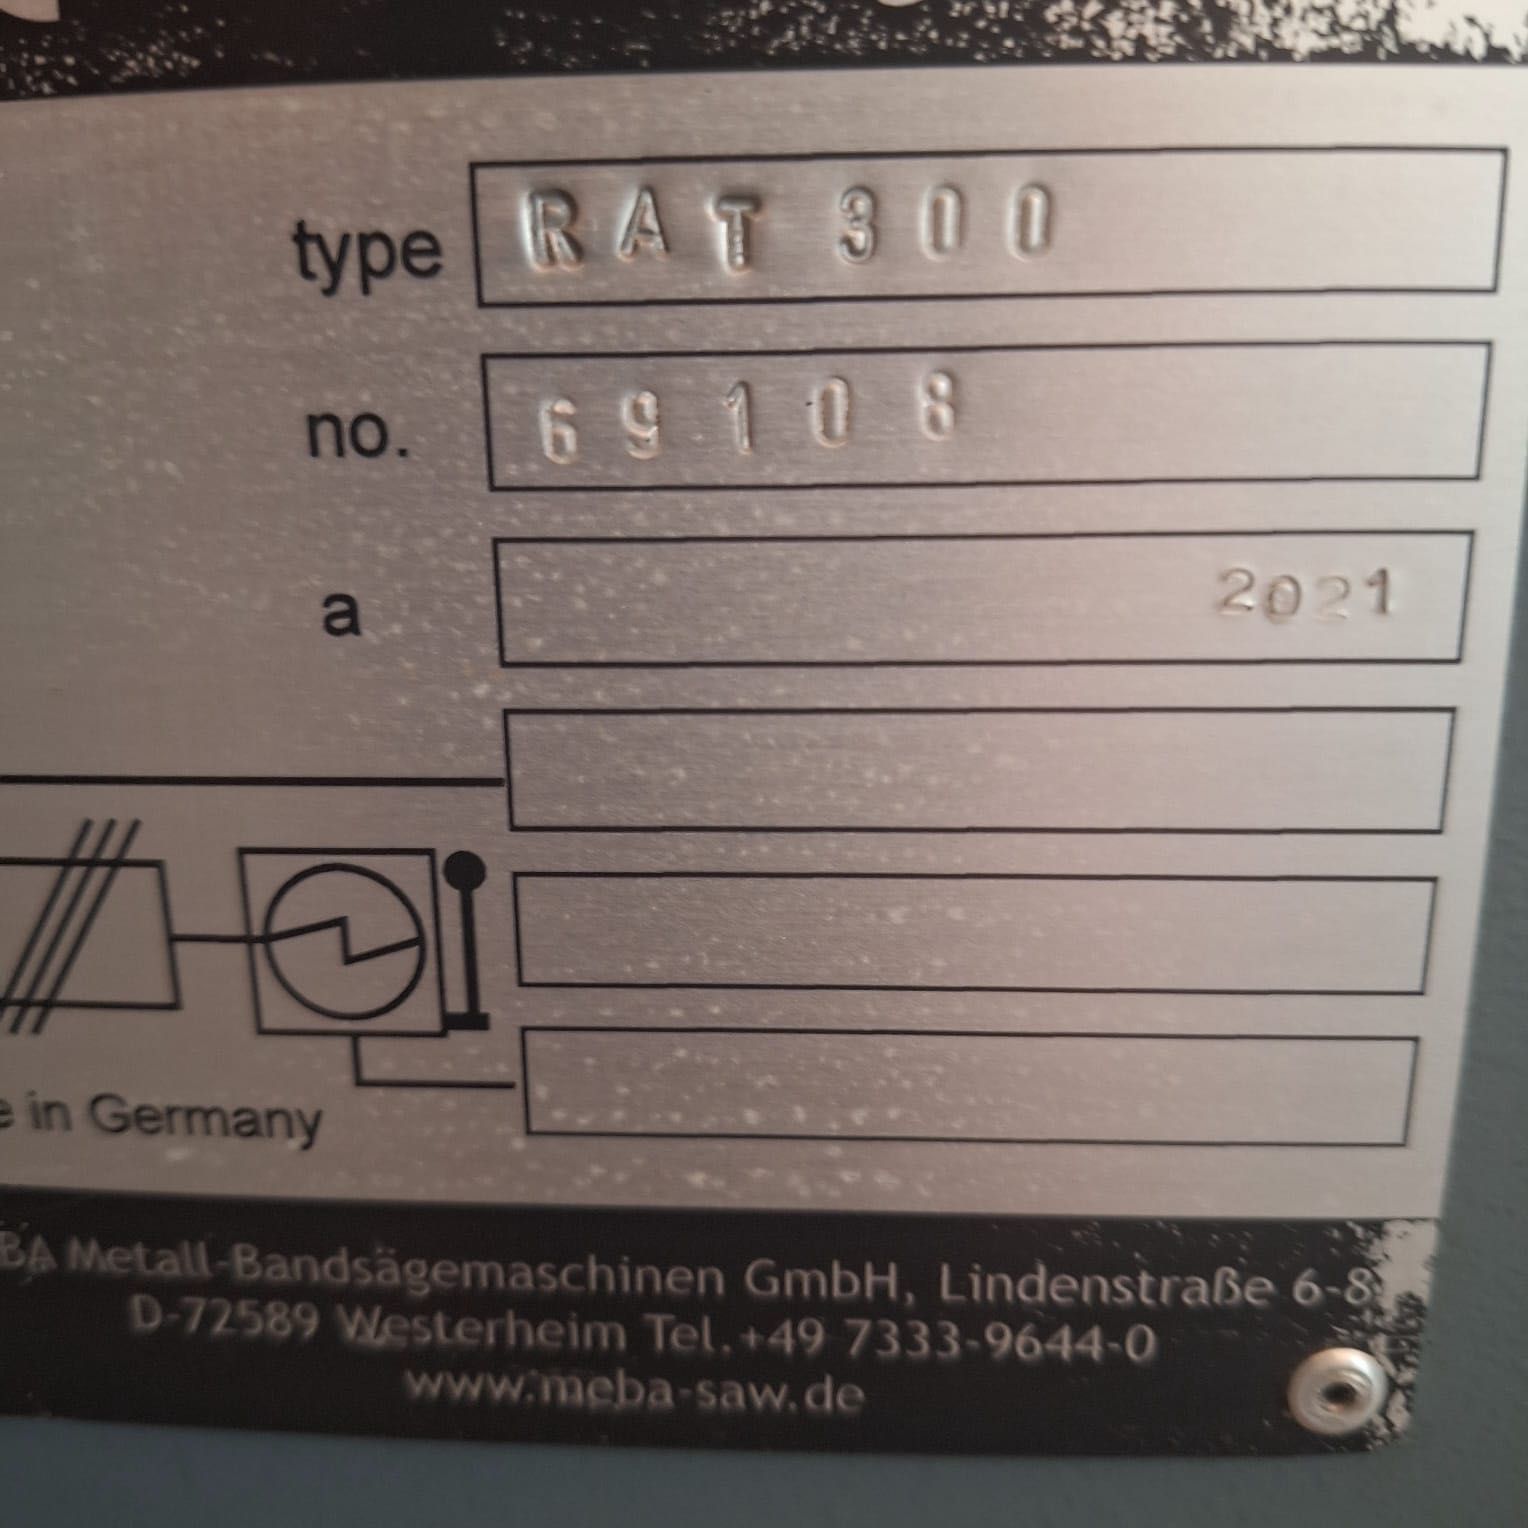 type RAT 300
no. 69108
a 2021
e in Germany
BA Metall-Bandsägemaschinen GmbH, Lindenstraße 6-8
D-72589 Westerheim Tel. +49 7333-9644-0
www.meba-saw.de